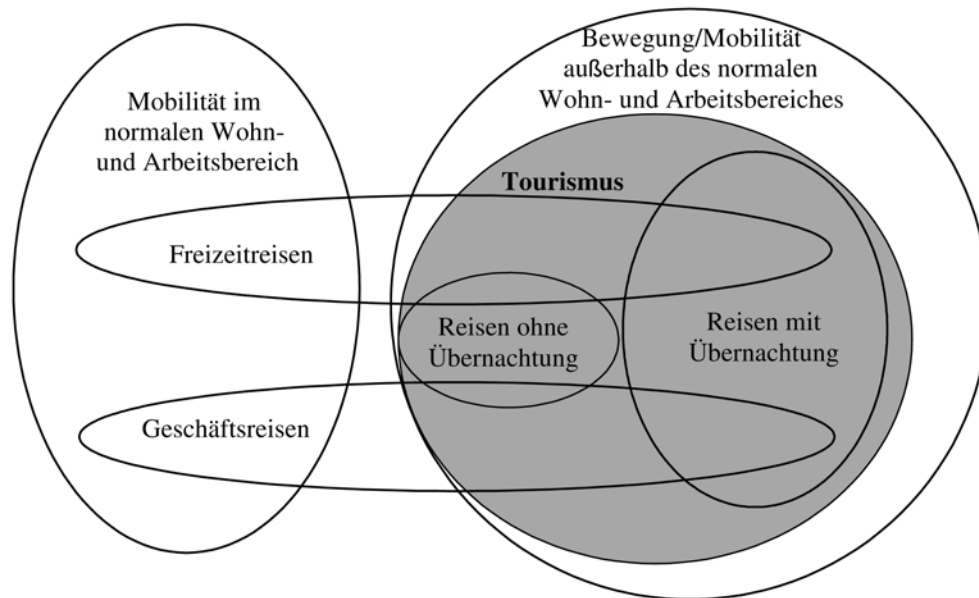 Mobilität im
normalen Wohn-
und Arbeitsbereich
Bewegung/Mobilität
außerhalb des normalen
Wohn- und Arbeitsbereiches
Tourismus
Freizeitreisen
Reisen ohne
Übernachtung
Reisen mit
Übernachtung
Geschäftsreisen